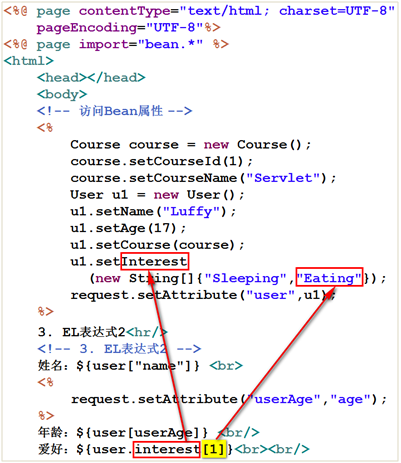 <%@ page contentType="text/html; charset=UTF-8"
pageEncoding="UTF-8"%>
<%@ page import="bean.*" %>
<html>
<head></head>
<body>
<!-- 访问Bean属性 -->
<%
Course course = new Course();
course.setCourseId(1);
course.setCourseName("Servlet");
User u1 = new User();
u1.setName("Luffy");
u1.setAge(17);
u1.setCourse(course);
u1.setInterest
(new String[]{"Sleeping","Eating"});
request.setAttribute("user",u1);
%>
3. EL表达式2<hr/>
<!-- 3. EL表达式2 -->
姓名：${user["name"]} <br>
<%
request.setAttribute("userAge","age");
%>
年龄：${user[userAge]} <br/>
爱好：${user.interest[1]}<br><br/>